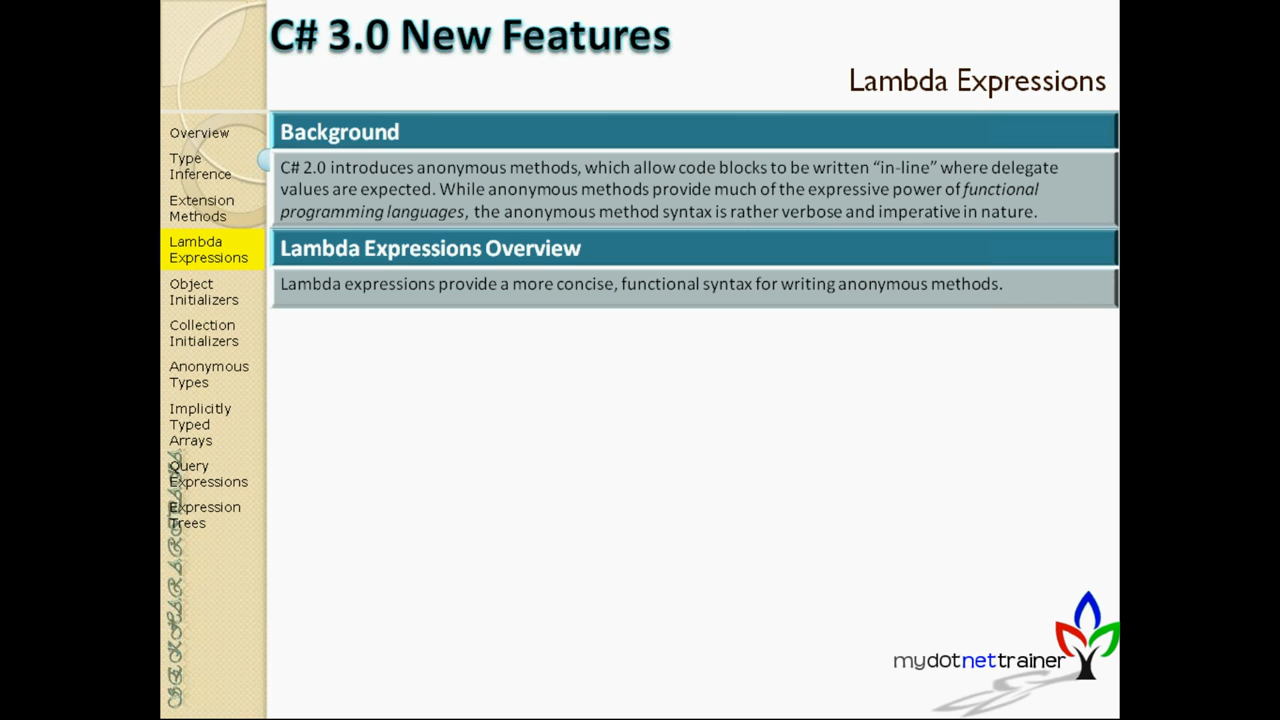 C# 3.0 New Features
Lambda Expressions
Overview
Type
Inference
Extension
Methods
Lambda
Expressions
Object
Initializers
Collection
Initializers
Anonymous
Types
Implicitly
Typed
Arrays
Query
Expressions
Expression
Trees
Background
C# 2.0 introduces anonymous methods, which allow code blocks to be written “in-line” where delegate
values are expected. While anonymous methods provide much of the expressive power of functional
programming languages, the anonymous method syntax is rather verbose and imperative in nature.
Lambda Expressions Overview
Lambda expressions provide a more concise, functional syntax for writing anonymous methods.
mydotnettrainer